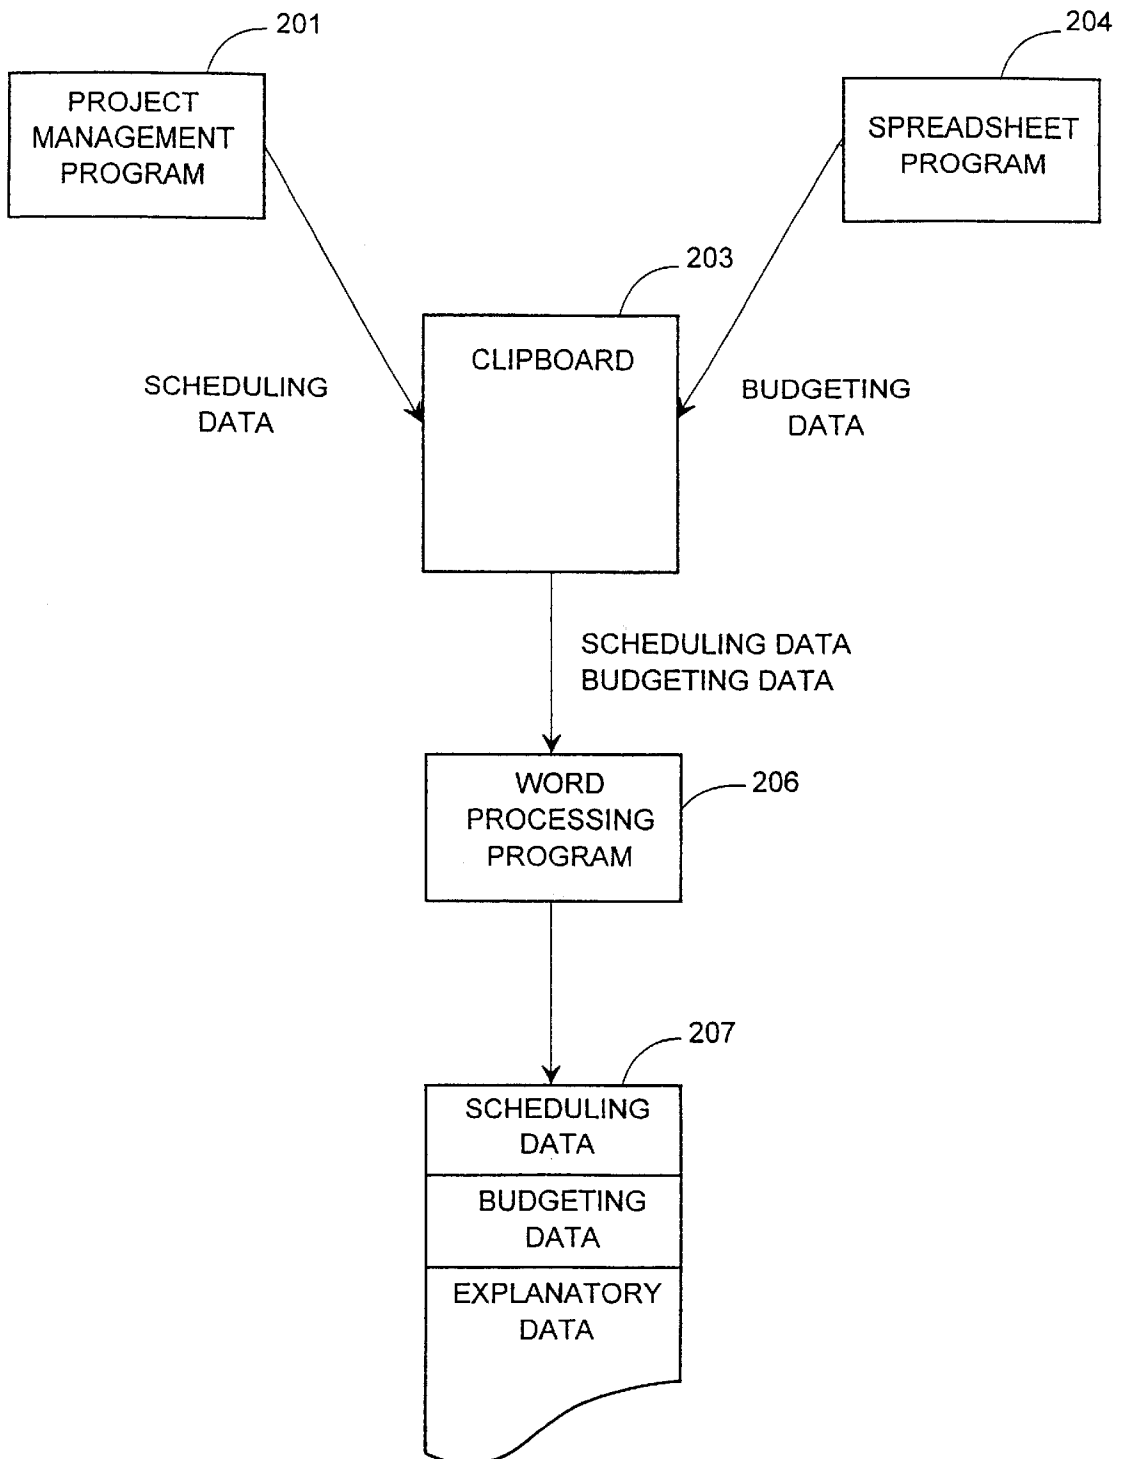 201
204
PROJECT
MANAGEMENT
PROGRAM
SPREADSHEET
PROGRAM
203
CLIPBOARD
SCHEDULING
DATA
BUDGETING
DATA
SCHEDULING DATA
BUDGETING DATA
WORD
PROCESSING
PROGRAM
206
207
SCHEDULING
DATA
BUDGETING
DATA
EXPLANATORY
DATA